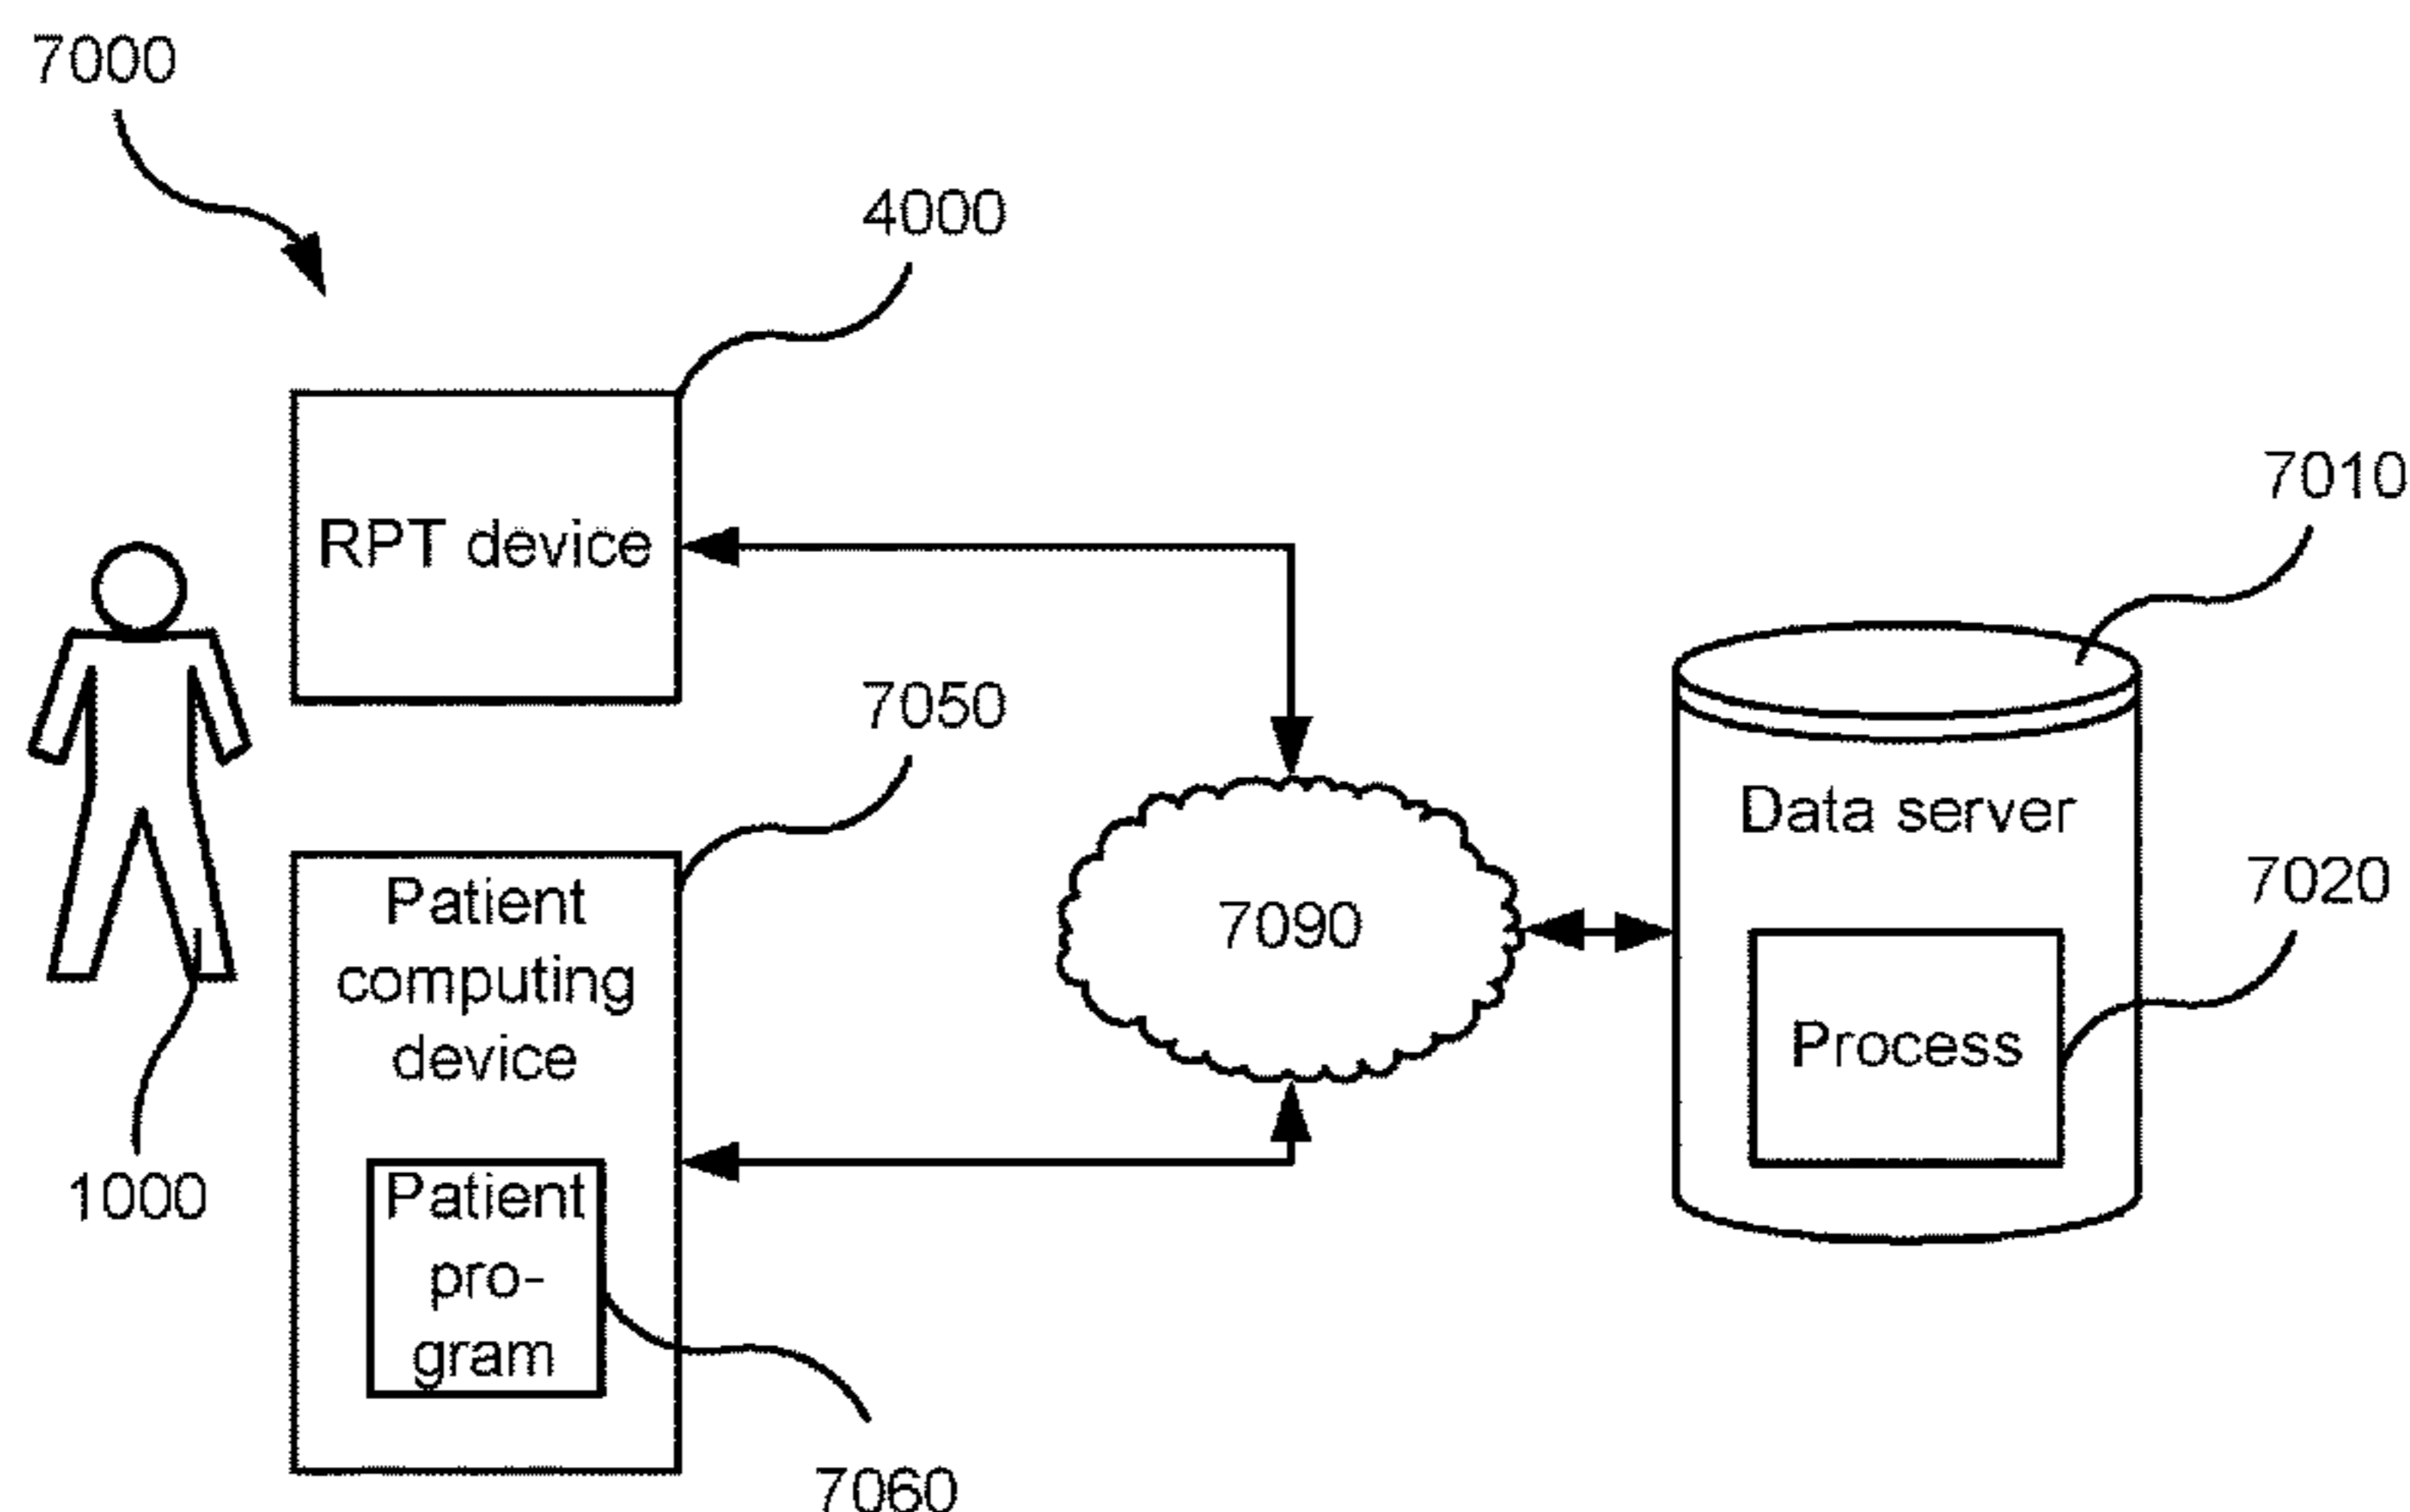 7000
4000
RPT device
7010
7050
Data server
Patient
computing
device
7090
7020
Process
1000
Patient
pro-
gram
7060